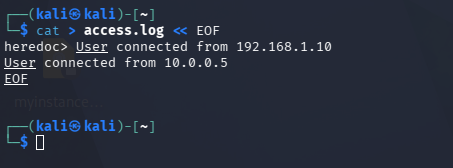 ┌──(kali㉿kali)-[~]
└─$ cat > access.log << EOF
heredoc> User connected from 192.168.1.10
User connected from 10.0.0.5
EOF
myinstance...
┌──(kali㉿kali)-[~]
└─$